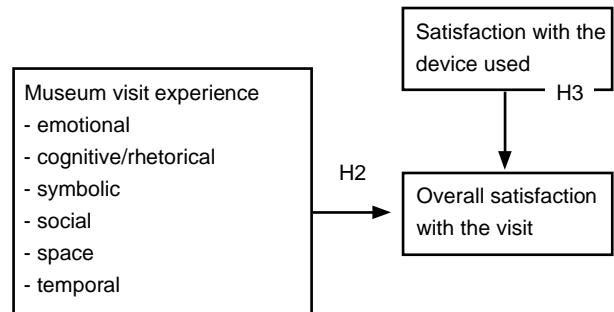 Satisfaction with the
device used
H3
Museum visit experience
- emotional
- cognitive/rhetorical
- symbolic
- social
- space
- temporal
H2
Overall satisfaction
with the visit